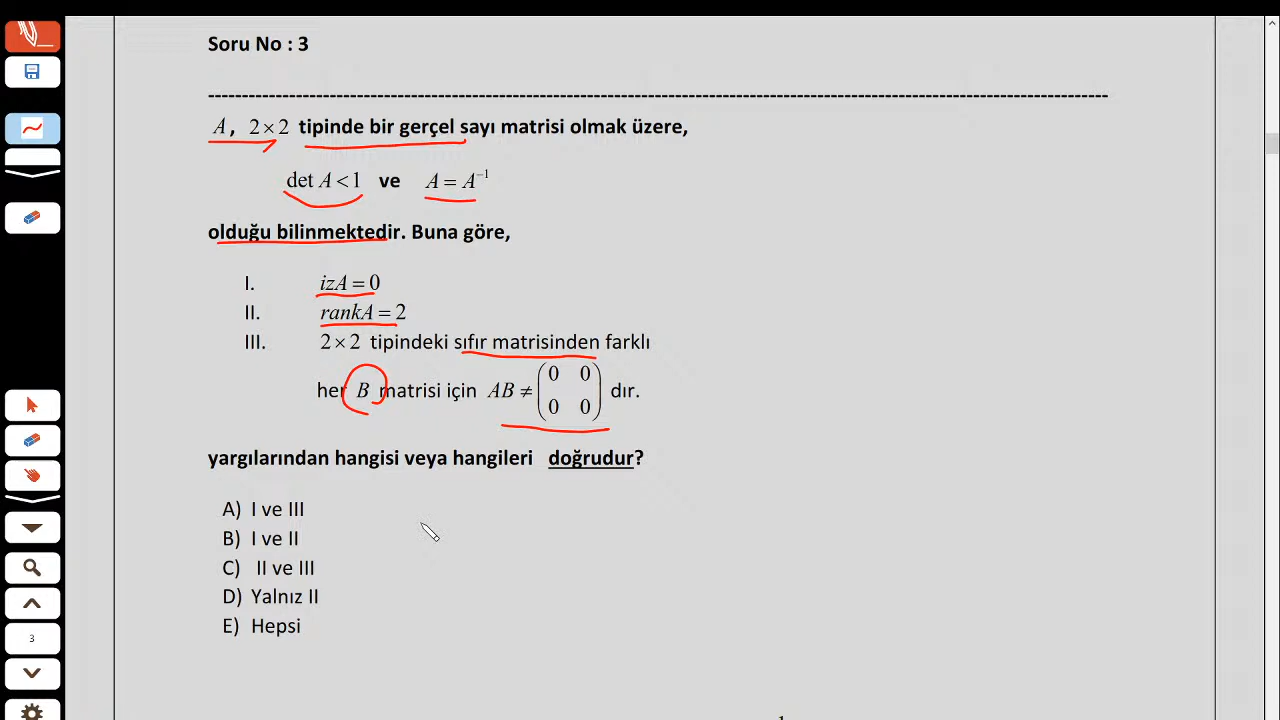 Soru No : 3
--------------------------------------------------------------------------------
A, 2×2 tipinde bir gerçel sayı matrisi olmak üzere,
det A < 1 ve A = A⁻¹
olduğu bilinmektedir. Buna göre,
I. izA = 0
II. rankA = 2
III. 2×2 tipindeki sıfır matrisinden farklı
her B matrisi için AB ≠ (0 0
0 0) dır.
yargılarından hangisi veya hangileri doğrudur?
A) I ve III
B) I ve II
C) II ve III
D) Yalnız II
E) Hepsi
3